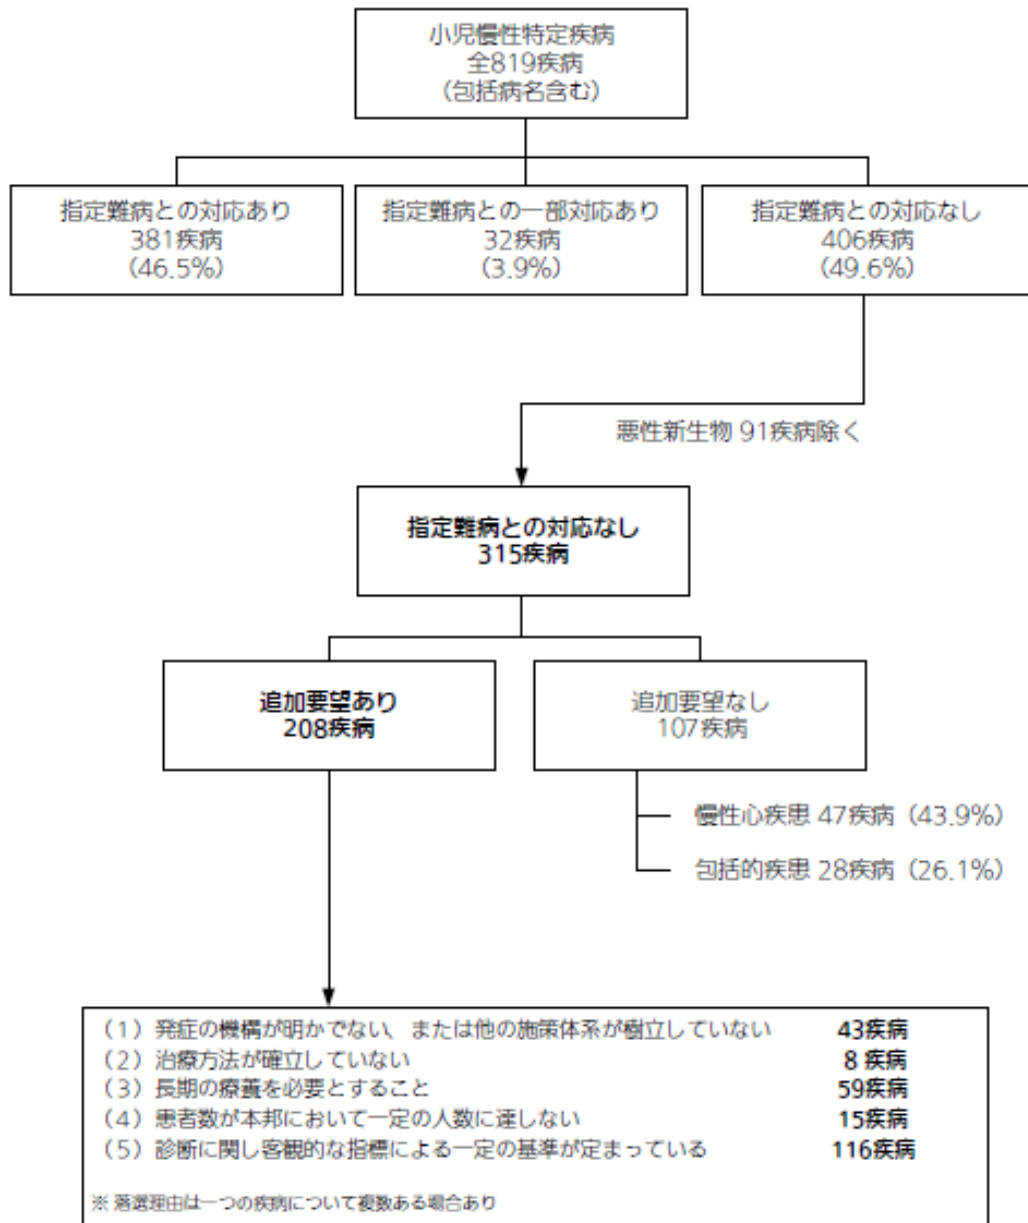 小児慢性特定疾病
全819疾病
（包括病名含む）
指定難病との対応あり
381疾病
(46.5%)
指定難病との一部対応あり
32疾病
(3.9%)
指定難病との対応なし
406疾病
(49.6%)
悪性新生物 91疾病除く
指定難病との対応なし
315疾病
追加要望あり
208疾病
追加要望なし
107疾病
慢性心疾患 47疾病（43.9%）
包括的疾患 28疾病（26.1%）
（1）発症の機構が明かでない、または他の施策体系が樹立していない 43疾病
（2）治療方法が確立していない 8 疾病
（3）長期の療養を必要とすること 59疾病
（4）患者数が本邦において一定の人数に達しない 15疾病
（5）診断に関し客観的な指標による一定の基準が定まっている 116疾病
※ 落選理由は一つの疾病について複数ある場合あり